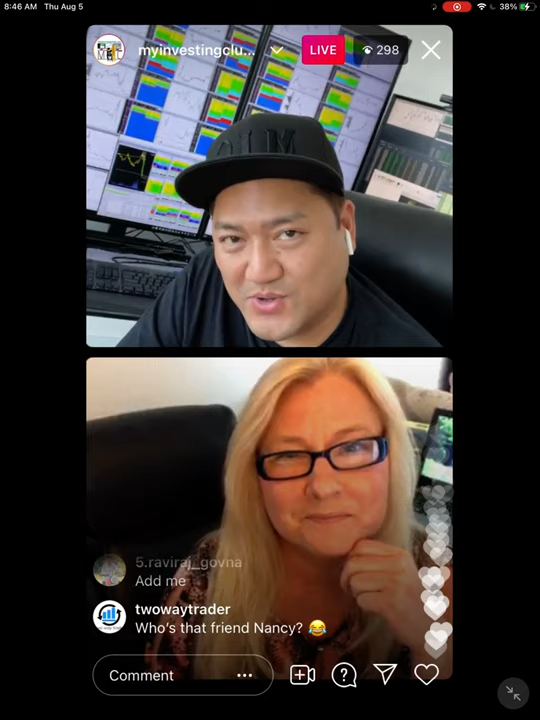 8:46 AM Thu Aug 5
38%
myinvestingclu...
LIVE
298
5.raviraj_govna
Add me
twowaytrader
Who's that friend Nancy? 😂
Comment